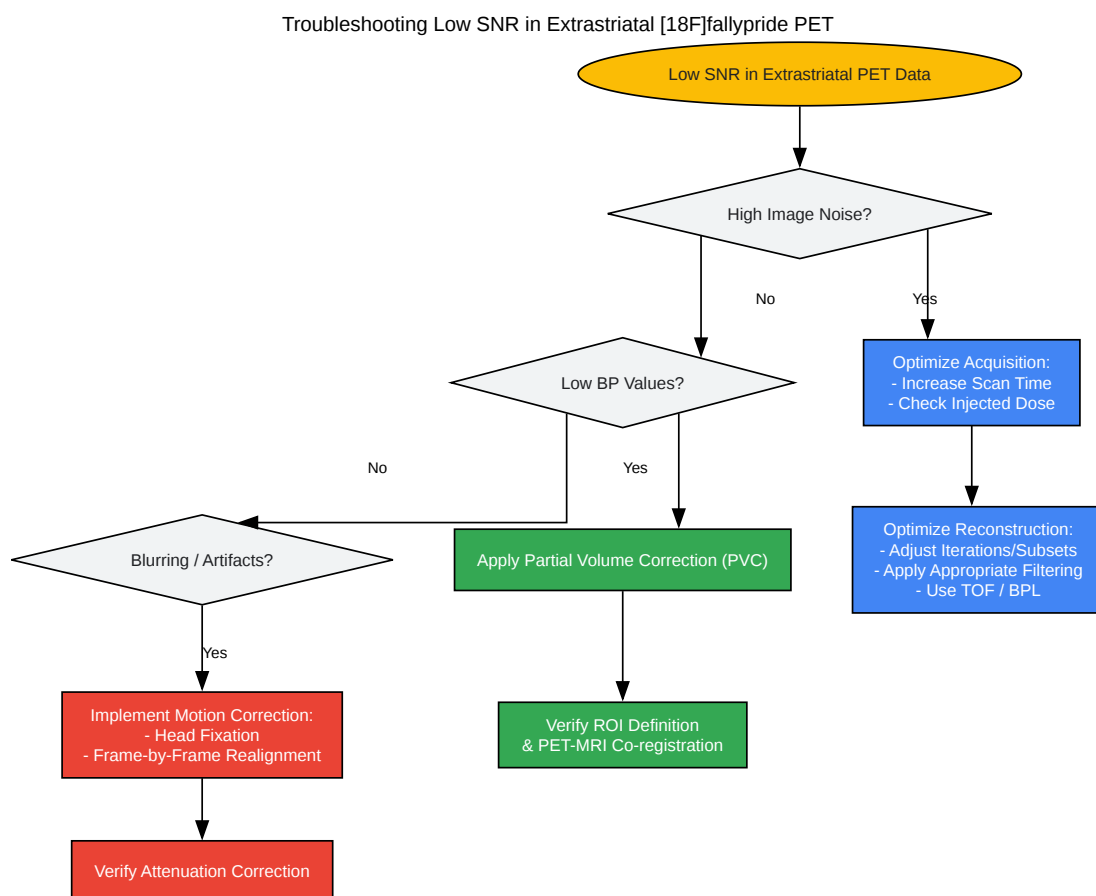 Troubleshooting Low SNR in Extrastriatal [18F]fallypride PET
Low SNR in Extrastriatal PET Data
High Image Noise?
No
Yes
Low BP Values?
Optimize Acquisition:
- Increase Scan Time
- Check Injected Dose
No
Yes
Blurring / Artifacts?
Apply Partial Volume Correction (PVC)
Optimize Reconstruction:
- Adjust Iterations/Subsets
- Apply Appropriate Filtering
- Use TOF / BPL
Yes
Implement Motion Correction:
- Head Fixation
- Frame-by-Frame Realignment
Verify ROI Definition
& PET-MRI Co-registration
Verify Attenuation Correction